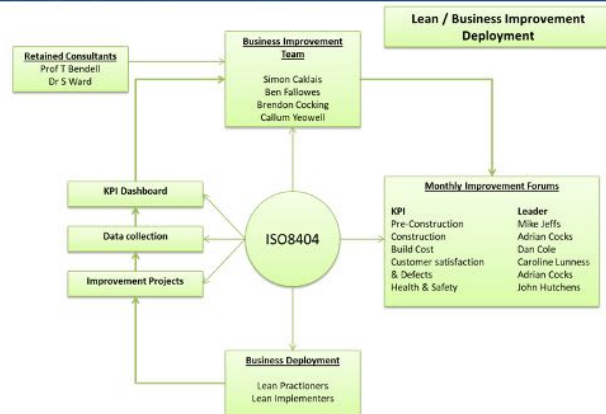 Lean / Business Improvement
Deployment
Retained Consultants
Prof T Bendell
Dr S Ward
Business Improvement
Team
Simon Caklais
Ben Fallowes
Brendon Cocking
Callum Yeowell
KPI Dashboard
Data collection
Improvement Projects
ISO8404
Monthly Improvement Forums
KPI Leader
Pre-Construction Mike Jeffs
Construction Adrian Cocks
Build Cost Dan Cole
Customer satisfaction Caroline Lunness
& Defects Adrian Cocks
Health & Safety John Hutchens
Business Deployment
Lean Practioners
Lean Implementers